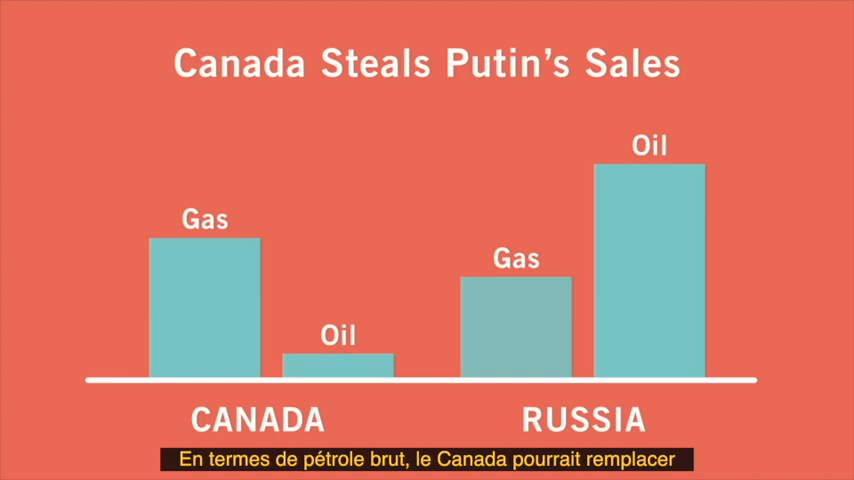 Canada Steals Putin's Sales
Oil
Gas
Gas
Oil
CANADA
RUSSIA
En termes de pétrole brut, le Canada pourrait remplacer